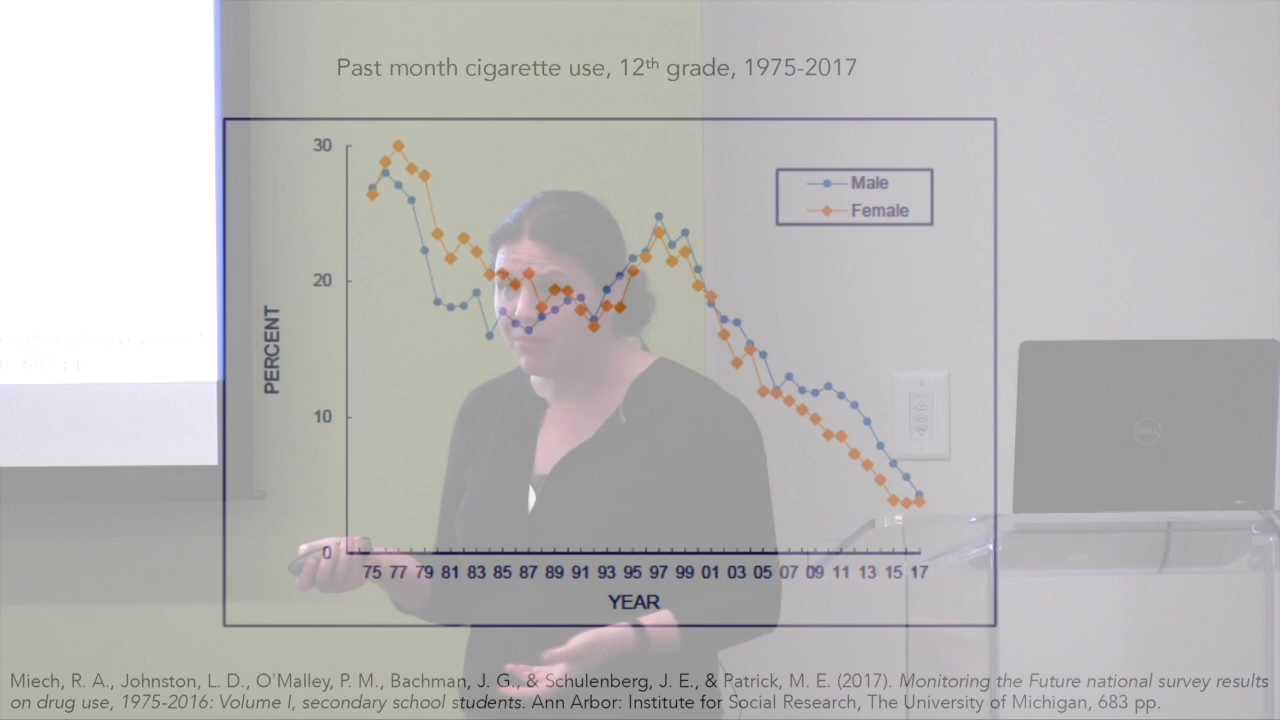 Past month cigarette use, 12th grade, 1975-2017
30
Male
Female
20
PERCENT
10
0
75 77 79 81 83 85 87 89 91 93 95 97 99 01 03 05 07 09 11 13 15 17
YEAR
Miech, R. A., Johnston, L. D., O'Malley, P. M., Bachman, J. G., & Schulenberg, J. E., & Patrick, M. E. (2017). Monitoring the Future national survey results
on drug use, 1975-2016: Volume I, secondary school students. Ann Arbor: Institute for Social Research, The University of Michigan, 683 pp.
DELL